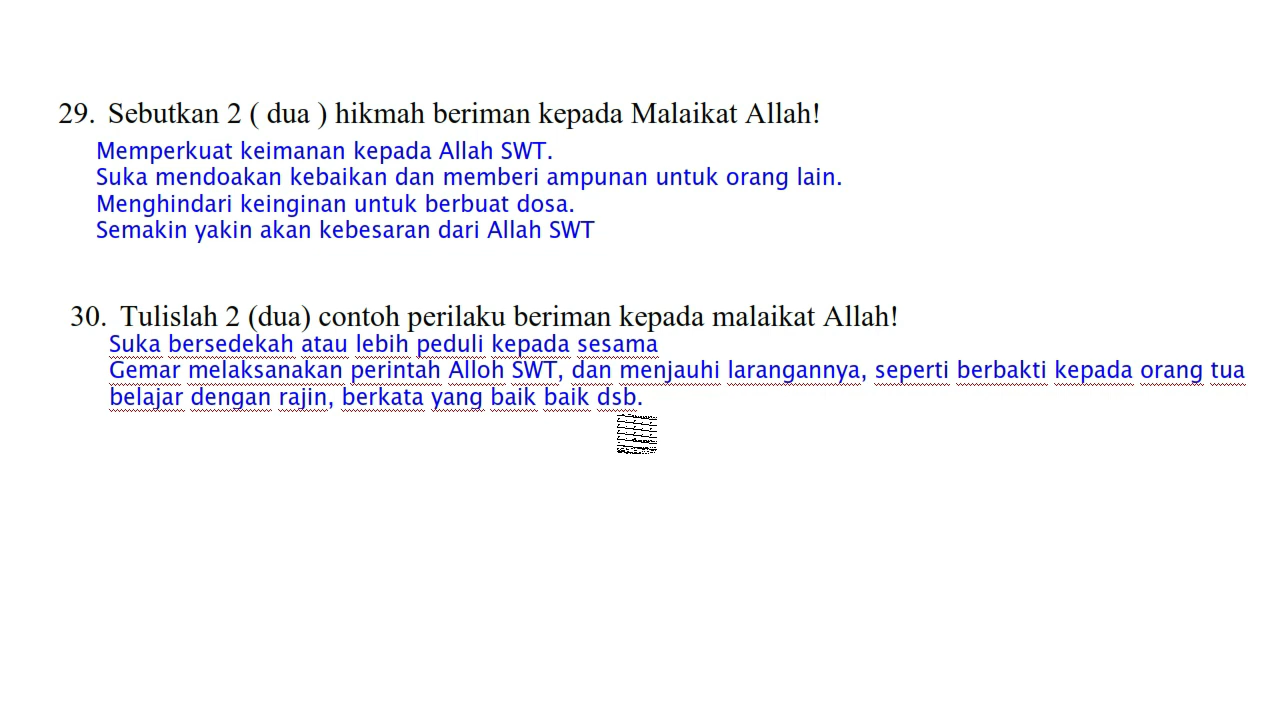 29. Sebutkan 2 ( dua ) hikmah beriman kepada Malaikat Allah!
Memperkuat keimanan kepada Allah SWT.
Suka mendoakan kebaikan dan memberi ampunan untuk orang lain.
Menghindari keinginan untuk berbuat dosa.
Semakin yakin akan kebesaran dari Allah SWT
30. Tulislah 2 (dua) contoh perilaku beriman kepada malaikat Allah!
Suka bersedekah atau lebih peduli kepada sesama
Gemar melaksanakan perintah Alloh SWT, dan menjauhi larangannya, seperti berbakti kepada orang tua
belajar dengan rajin, berkata yang baik baik dsb.